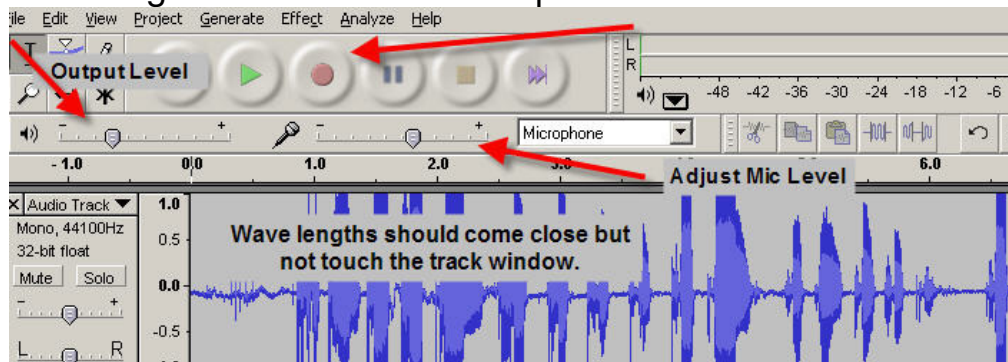 File Edit View Project Generate Effect Analyze Help
L
R
Output Level
-48 -42 -36 -30 -24 -18 -12 -6
- + - + Microphone
-1.0 0.0 1.0 2.0 3.0 6.0
Adjust Mic Level
X Audio Track 1.0
Mono, 44100Hz
32-bit float
0.5
Wave lengths should come close but
not touch the track window.
Mute Solo
0.0
- +
-0.5
L R